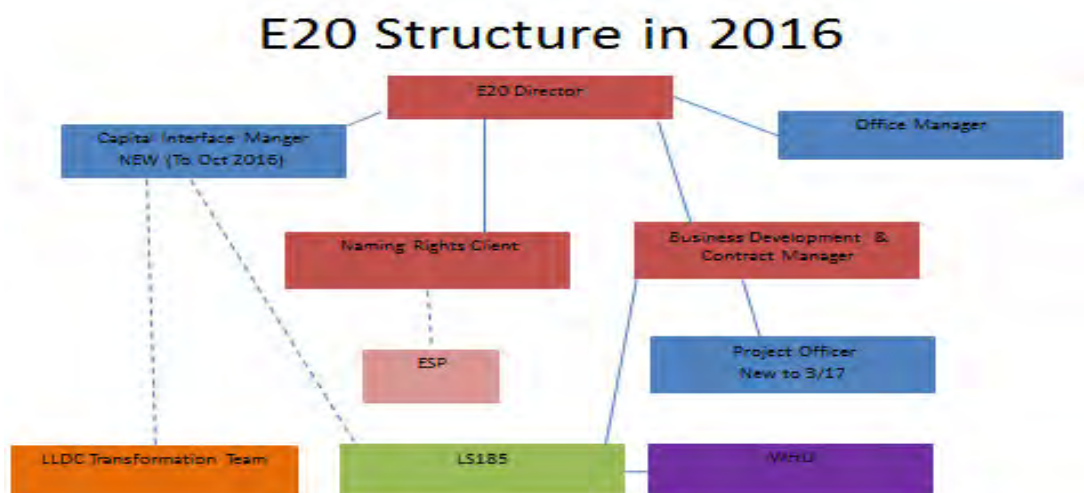 E20 Structure in 2016
E20 Director
Capital Interface Manger
NEW (To Oct 2016)
Office Manager
Naming Rights Client
Business Development &
Contract Manager
ESP
Project Officer
New to 3/17
LLDC Transformation Team
LS185
WHU